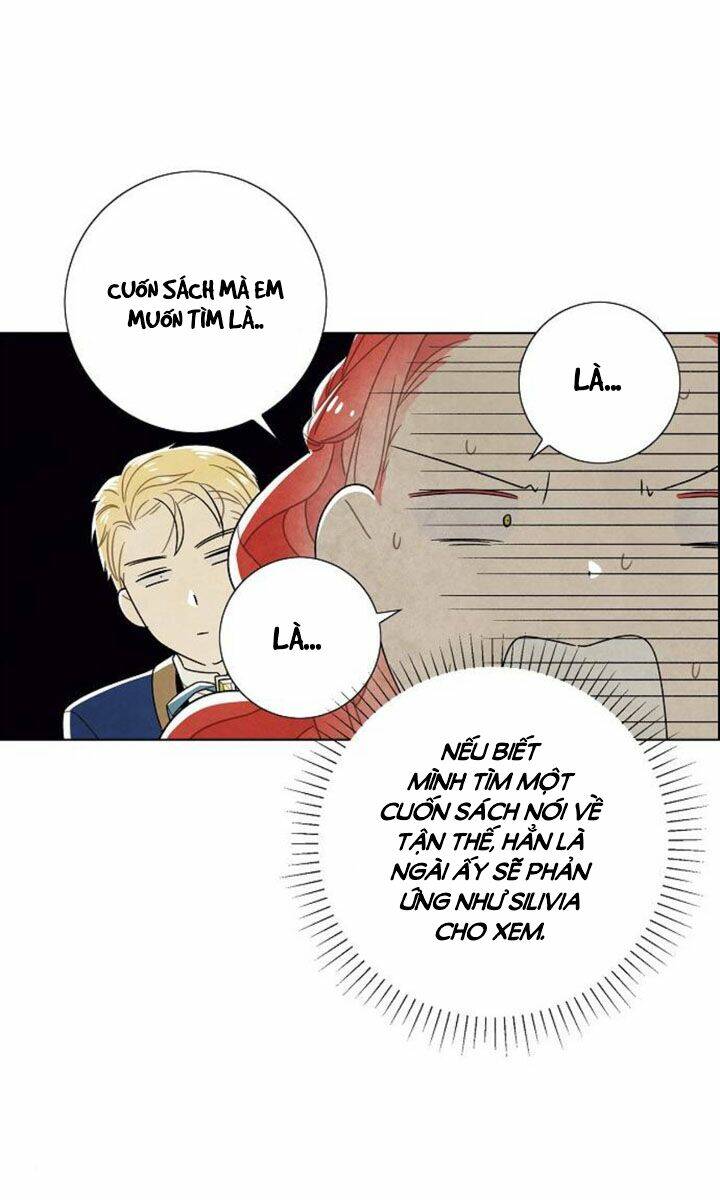 CUỐN SÁCH MÀ EM
MUỐN TÌM LÀ..
LÀ...
LÀ...
NẾU BIẾT
MÌNH TÌM MỘT
CUỐN SÁCH NÓI VỀ
TẬN THẾ, HẲN LÀ
NGÀI ẤY SẼ PHẢN
ỨNG NHƯ SILIVIA
CHO XEM.